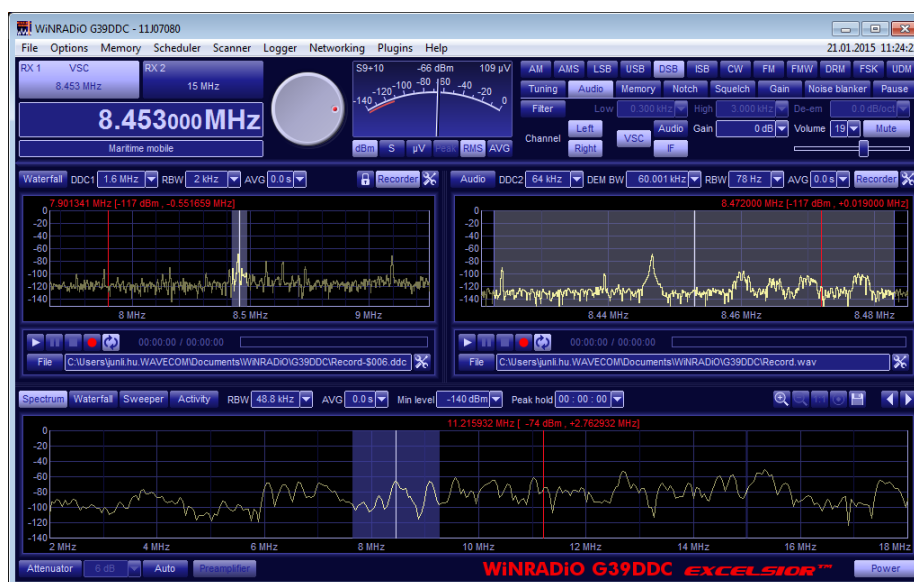 WiNRADiO G39DDC - 11J07080
File Options Memory Scheduler Scanner Logger Networking Plugins Help 21.01.2015 11:24:2
RX 1 VSC
8.453 MHz
RX 2
15 MHz
8.453000 MHz
Maritime mobile
S9+10 -66 dBm 109 µV
-140 -120 -100 -80 -60 -40 -20 0
dBm S µV Peak RMS AVG
AM AMS LSB USB DSB ISB CW FM FMW DRM FSK UDM
Tuning Audio Memory Notch Squelch Gain Noise blanker Pause
Filter Low 0.300 kHz High 3.000 kHz De-em 0.0 dB/oct
Channel Left Right VSC Audio IF Gain 0 dB Volume 19 Mute
Waterfall DDC1 1.6 MHz RBW 2 kHz AVG 0.0 s Recorder
7.901341 MHz [-117 dBm , -0.551659 MHz]
0
-20
-40
-60
-80
-100
-120
-140
8 MHz 8.5 MHz 9 MHz
00:00:00 / 00:00:00
File C:\Users\junli.hu.WAVECOM\Documents\WiNRADiO\G39DDC\Record-$006.ddc
Audio DDC2 64 kHz DEM BW 60.001 kHz RBW 78 Hz AVG 0.0 s Recorder
8.472000 MHz [-117 dBm , +0.019000 MHz]
0
-20
-40
-60
-80
-100
-120
-140
8.44 MHz 8.46 MHz 8.48 MHz
00:00:00 / 00:00:00
File C:\Users\junli.hu.WAVECOM\Documents\WiNRADiO\G39DDC\Record.wav
Spectrum Waterfall Sweeper Activity RBW 48.8 kHz AVG 0.0 s Min level -140 dBm Peak hold 00 : 00 : 00
11.215932 MHz [ -74 dBm , +2.762932 MHz]
0
-20
-40
-60
-80
-100
-120
-140
2 MHz 4 MHz 6 MHz 8 MHz 10 MHz 12 MHz 14 MHz 16 MHz 18 MHz
Attenuator 6 dB Auto Preamplifier WiNRADiO G39DDC EXCELSIOR™ Power